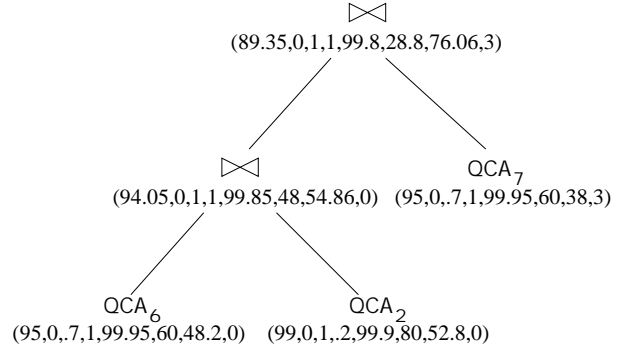 ⋈
(89.35,0,1,1,99.8,28.8,76.06,3)
⋈ QCA7
(94.05,0,1,1,99.85,48,54.86,0) (95,0,.7,1,99.95,60,38,3)
QCA6 QCA2
(95,0,.7,1,99.95,60,48.2,0) (99,0,1,.2,99.9,80,52.8,0)